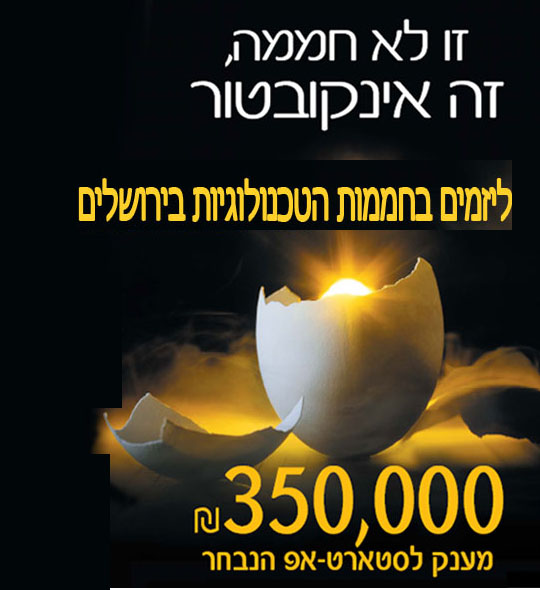 זו לא חממה,
זה אינקובטור
ליזמים בחממות הטכנולוגיות בירושלים
350,000 ₪
מענק לסטארט-אפ הנבחר